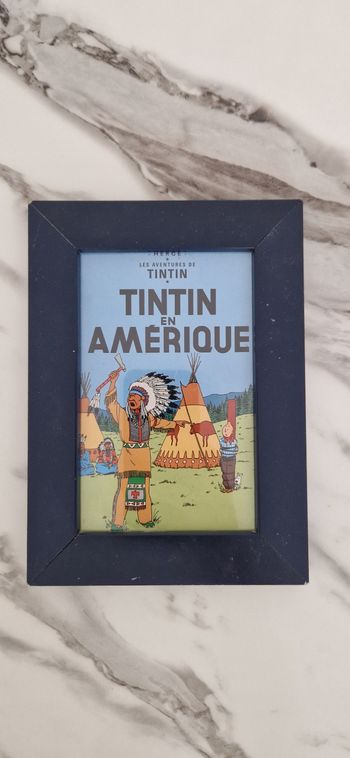 HERGÉ
LES AVENTURES DE
TINTIN
TINTIN
EN
AMÉRIQUE